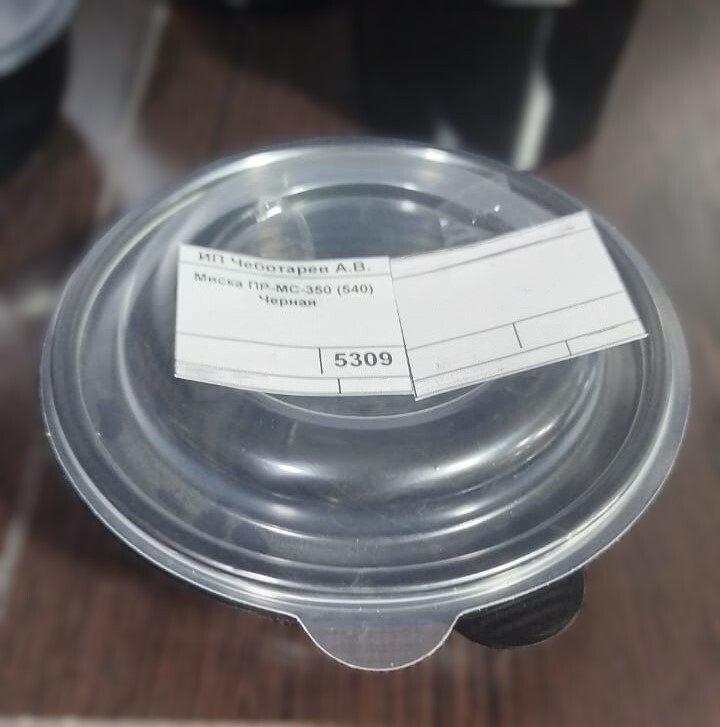 ИП Чеботарев А.В.
Миска ПР-МС-350 (540)
Черная
5309